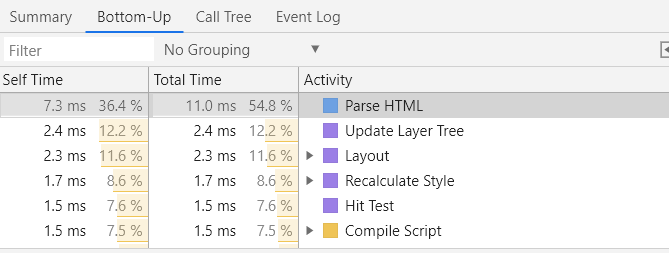 Summary Bottom-Up Call Tree Event Log
Filter No Grouping ▼
Self Time Total Time Activity
7.3 ms 36.4 % 11.0 ms 54.8 % Parse HTML
2.4 ms 12.2 % 2.4 ms 12.2 % Update Layer Tree
2.3 ms 11.6 % 2.3 ms 11.6 % Layout
1.7 ms 8.6 % 1.7 ms 8.6 % Recalculate Style
1.5 ms 7.6 % 1.5 ms 7.6 % Hit Test
1.5 ms 7.5 % 1.5 ms 7.5 % Compile Script